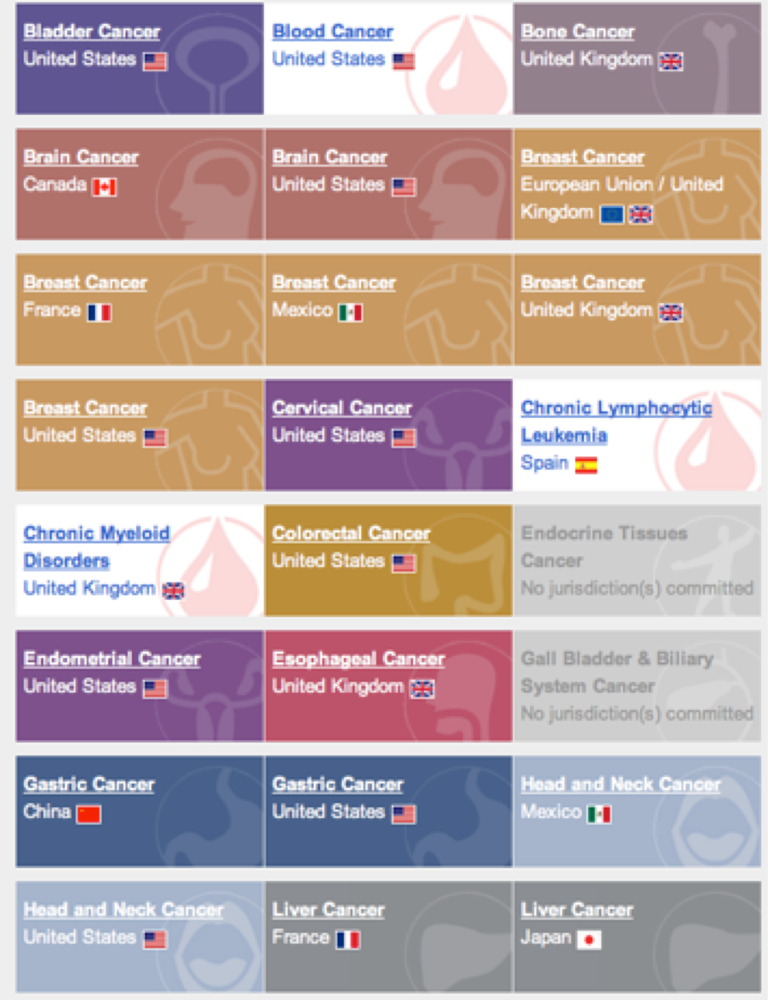 Bladder Cancer
United States
Blood Cancer
United States
Bone Cancer
United Kingdom
Brain Cancer
Canada
Brain Cancer
United States
Breast Cancer
European Union / United
Kingdom
Breast Cancer
France
Breast Cancer
Mexico
Breast Cancer
United Kingdom
Breast Cancer
United States
Cervical Cancer
United States
Chronic Lymphocytic
Leukemia
Spain
Chronic Myeloid
Disorders
United Kingdom
Colorectal Cancer
United States
Endocrine Tissues
Cancer
No jurisdiction(s) committed
Endometrial Cancer
United States
Esophageal Cancer
United Kingdom
Gall Bladder & Biliary
System Cancer
No jurisdiction(s) committed
Gastric Cancer
China
Gastric Cancer
United States
Head and Neck Cancer
Mexico
Head and Neck Cancer
United States
Liver Cancer
France
Liver Cancer
Japan